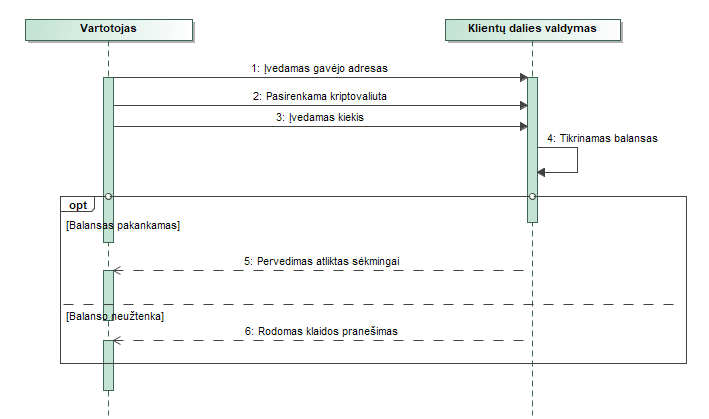 Vartotojas
Klientų dalies valdymas
1: Įvedamas gavėjo adresas
2: Pasirenkama kriptovaliuta
3: Įvedamas kiekis
4: Tikrinamas balansas
opt
[Balansas pakankamas]
5: Pervedimas atliktas sėkmingai
[Balanso neužtenka]
6: Rodomas klaidos pranešimas